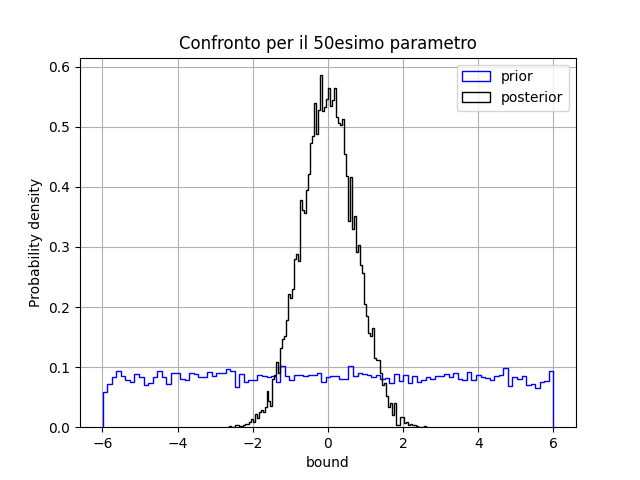 Confronto per il 50esimo parametro
prior
posterior
Probability density
0.6
0.5
0.4
0.3
0.2
0.1
0.0
−6
−4
−2
0
2
4
6
bound